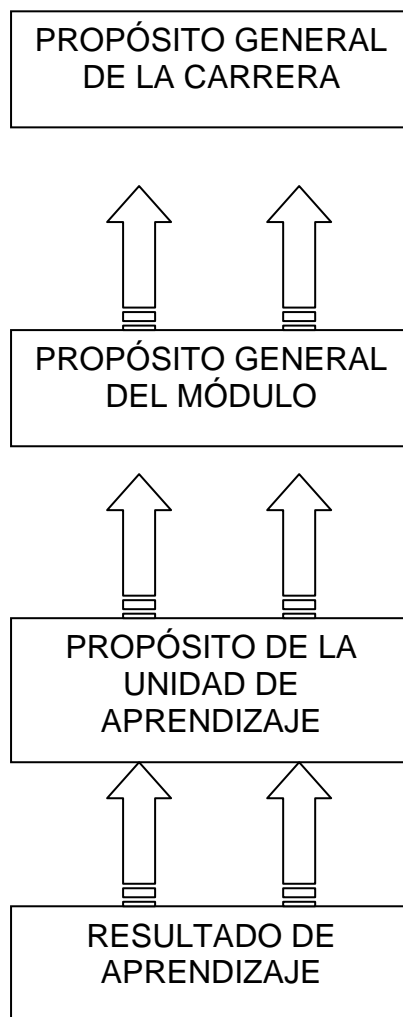 PROPÓSITO GENERAL
DE LA CARRERA
PROPÓSITO GENERAL
DEL MÓDULO
PROPÓSITO DE LA
UNIDAD DE
APRENDIZAJE
RESULTADO DE
APRENDIZAJE